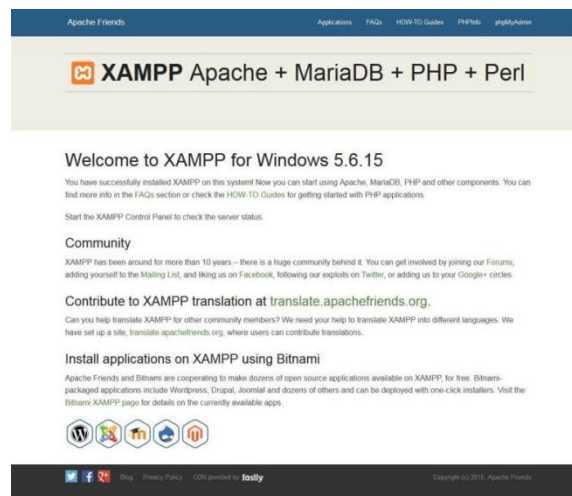 Apache Friends
Applications FAQs HOW-TO Guides PHPInfo phpMyAdmin
XAMPP Apache + MariaDB + PHP + Perl
Welcome to XAMPP for Windows 5.6.15
You have successfully installed XAMPP on this system! Now you can start using Apache, MariaDB, PHP and other components. You can
find more info in the FAQs section or check the HOW-TO Guides for getting started with PHP applications.
Start the XAMPP Control Panel to check the server status.
Community
XAMPP has been around for more than 10 years – there is a huge community behind it. You can get involved by joining our Forums,
adding yourself to the Mailing List, and liking us on Facebook, following our exploits on Twitter, or adding us to your Google+ circles.
Contribute to XAMPP translation at translate.apachefriends.org.
Can you help translate XAMPP for other community members? We need your help to translate XAMPP into different languages. We
have set up a site, translate.apachefriends.org, where users can contribute translations.
Install applications on XAMPP using Bitnami
Apache Friends and Bitnami are cooperating to make dozens of open source applications available on XAMPP, for free. Bitnami-
packaged applications include Wordpress, Drupal, Joomla! and dozens of others and can be deployed with one-click installers. Visit the
Bitnami XAMPP page for details on the currently available apps.
Blog Privacy Policy CDN provided by fastly
Copyright (c) 2015, Apache Friends